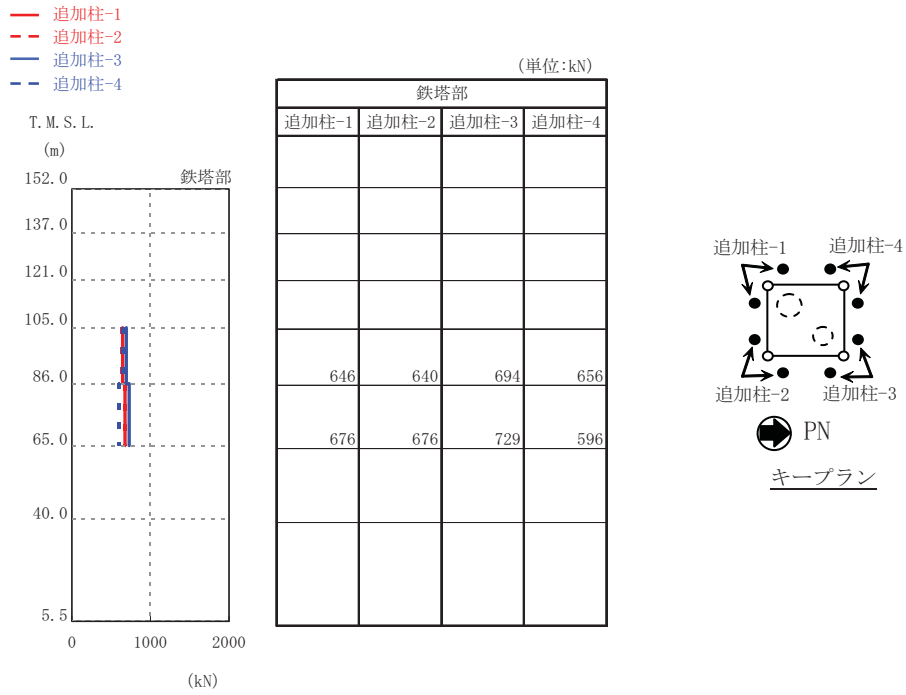 追加柱-1
追加柱-2
追加柱-3
追加柱-4
T.M.S.L.
(m)
鉄塔部
152.0
137.0
121.0
105.0
86.0
65.0
40.0
5.5
0 1000 2000
(kN)
(単位:kN)
鉄塔部
追加柱-1 追加柱-2 追加柱-3 追加柱-4
646 640 694 656
676 676 729 596
追加柱-1 追加柱-4
追加柱-2 追加柱-3
PN
キープラン